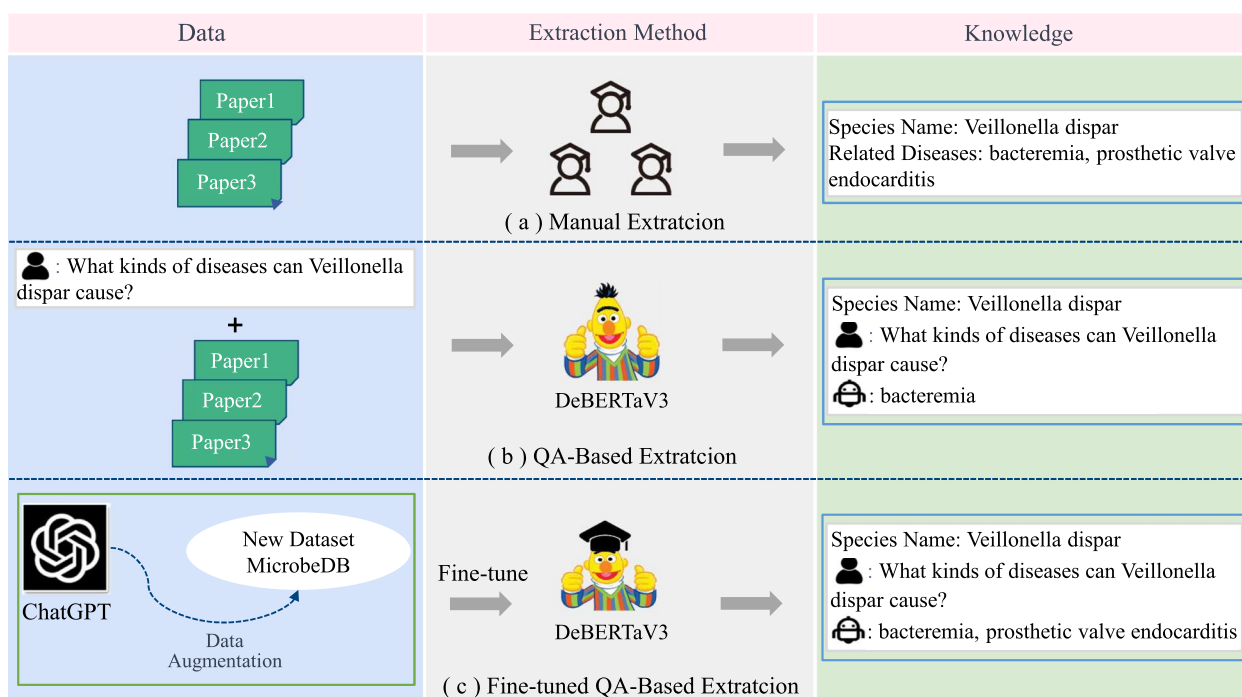 Data
Extraction Method
Knowledge
Paper1
Paper2
Paper3
( a ) Manual Extratcion
Species Name: Veillonella dispar
Related Diseases: bacteremia, prosthetic valve
endocarditis
: What kinds of diseases can Veillonella
dispar cause?
+
Paper1
Paper2
Paper3
DeBERTaV3
( b ) QA-Based Extratcion
Species Name: Veillonella dispar
: What kinds of diseases can Veillonella
dispar cause?
: bacteremia
ChatGPT
New Dataset
MicrobeDB
Data
Augmentation
Fine-tune
DeBERTaV3
( c ) Fine-tuned QA-Based Extratcion
Species Name: Veillonella dispar
: What kinds of diseases can Veillonella
dispar cause?
: bacteremia, prosthetic valve endocarditis